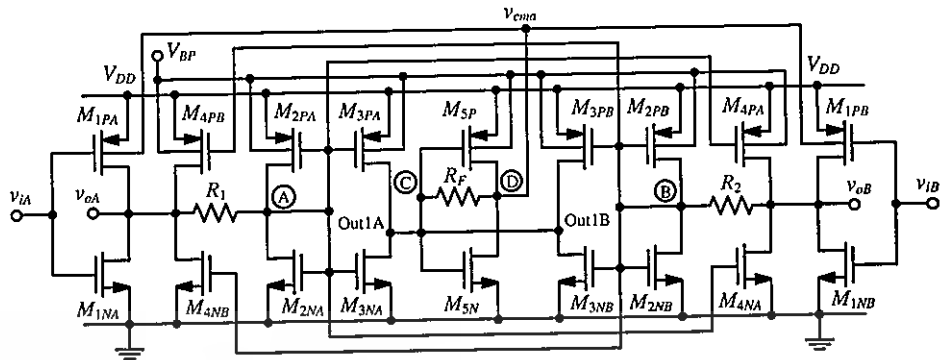 v_cma
V_BP
V_DD V_DD
M_1PA M_4PB M_2PA M_3PA M_5P M_3PB M_2PB M_4PA M_1PB
v_iA v_oA R_1 A C R_F D B R_2 v_oB v_IB
Out1A Out1B
M_1NA M_4NB M_2NA M_3NA M_5N M_3NB M_2NB M_4NA M_1NB